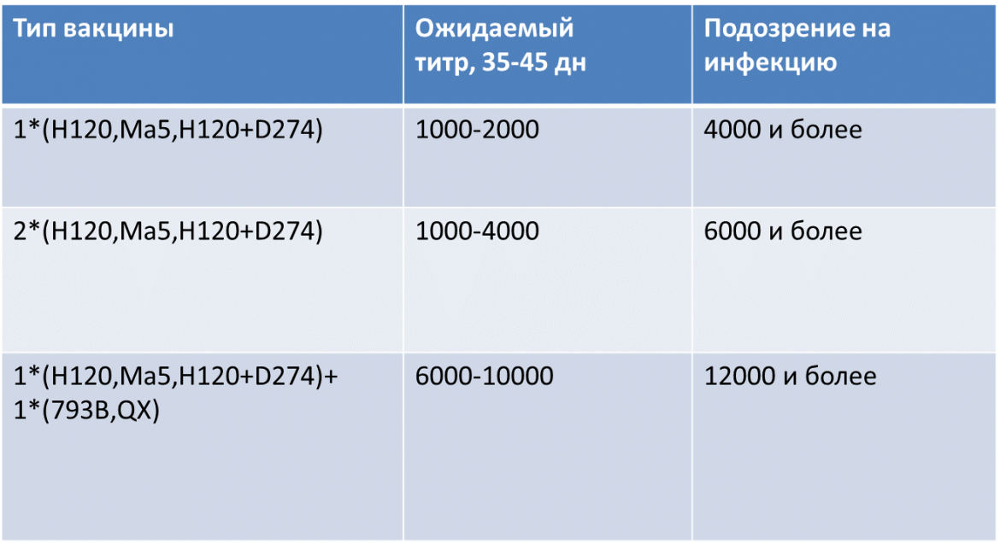 Тип вакцины
Ожидаемый
титр, 35-45 дн
Подозрение на
инфекцию
1*(H120,Ma5,H120+D274)
1000-2000
4000 и более
2*(H120,Ma5,H120+D274)
1000-4000
6000 и более
1*(H120,Ma5,H120+D274)+
1*(793B,QX)
6000-10000
12000 и более